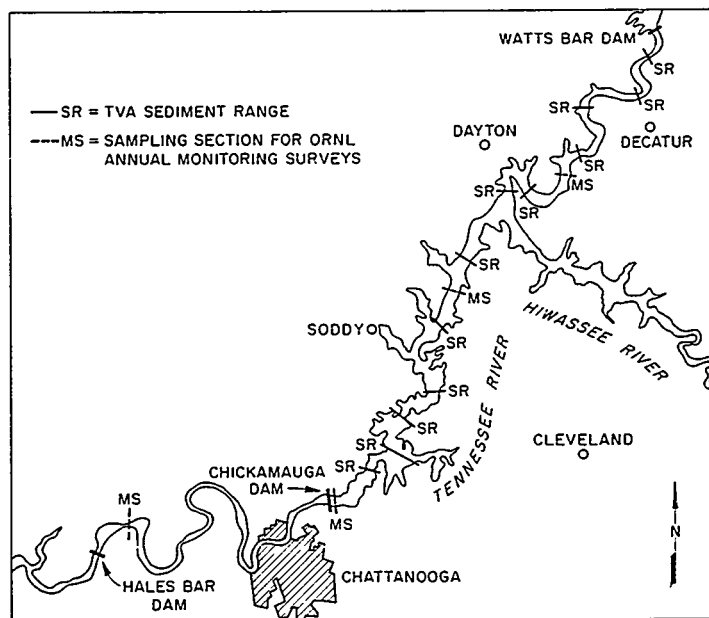 WATTS BAR DAM
SR
— SR = TVA SEDIMENT RANGE
SR
SR
DAYTON
DECATUR
---MS = SAMPLING SECTION FOR ORNL
ANNUAL MONITORING SURVEYS
SR
MS
SR
SR
SR
MS
HIWASSEE RIVER
SODDY
SR
TENNESSEE RIVER
SR
SR
SR
CLEVELAND
CHICKAMAUGA
DAM
SR
MS
MS
N
HALES BAR
DAM
CHATTANOOGA